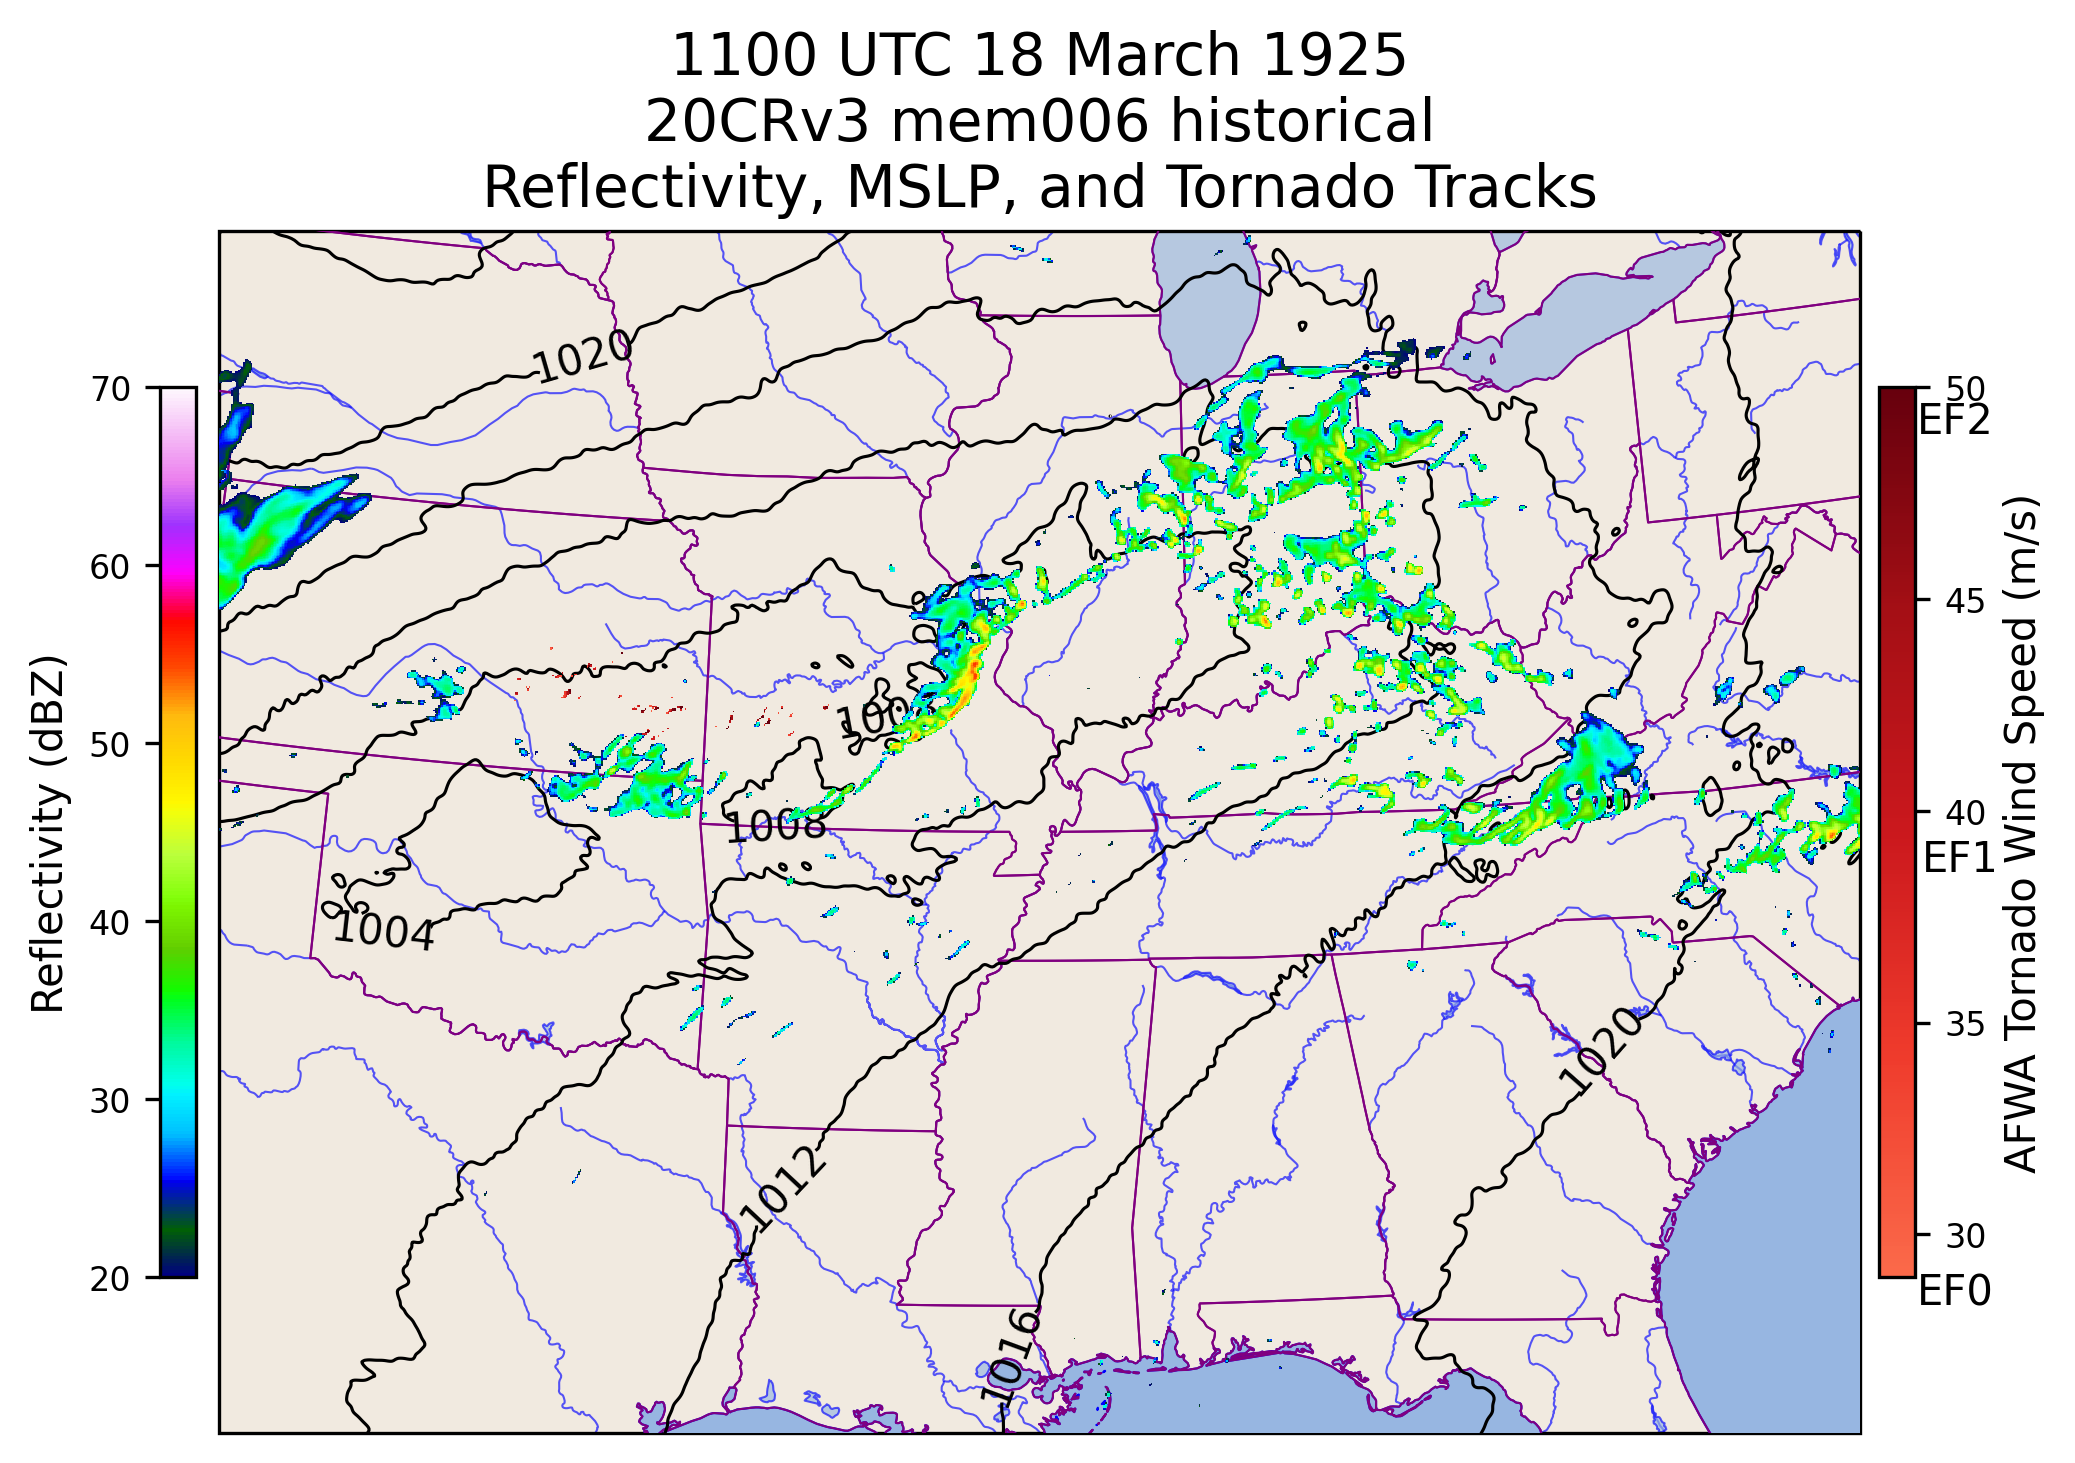 1100 UTC 18 March 1925
20CRv3 mem006 historical
Reflectivity, MSLP, and Tornado Tracks
Reflectivity (dBZ)
70
60
50
40
30
20
1020
1008
1004
1012
1016
1020
50
EF2
45
40
EF1
35
30
EF0
AFWA Tornado Wind Speed (m/s)